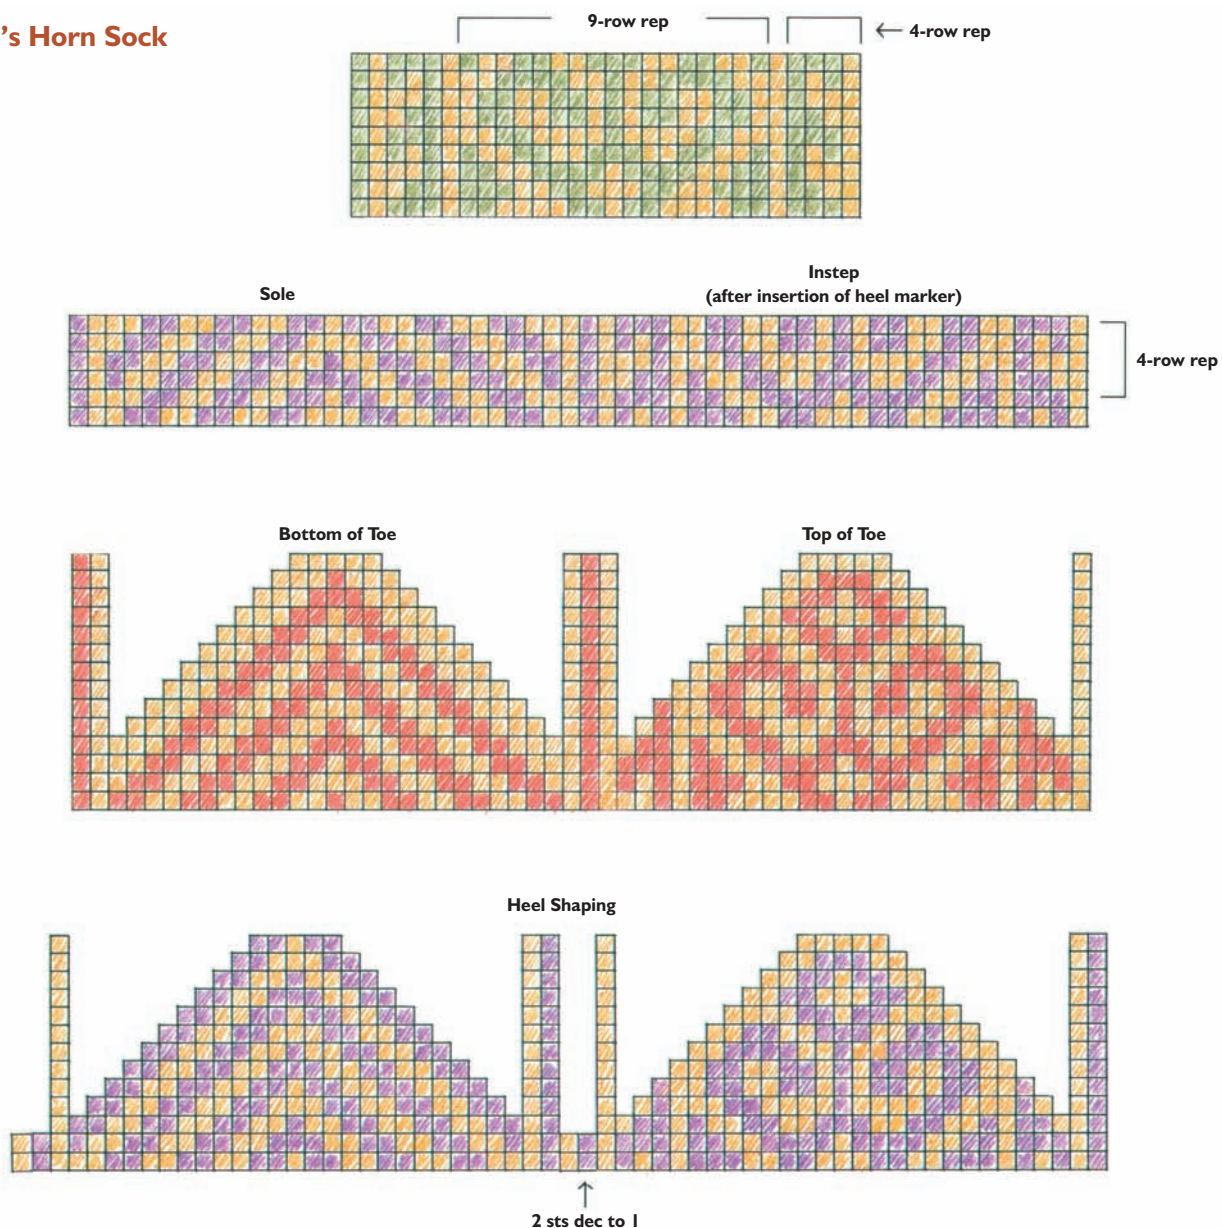 's Horn Sock
9-row rep
4-row rep
Sole
Instep
(after insertion of heel marker)
4-row rep
Bottom of Toe
Top of Toe
Heel Shaping
2 sts dec to 1